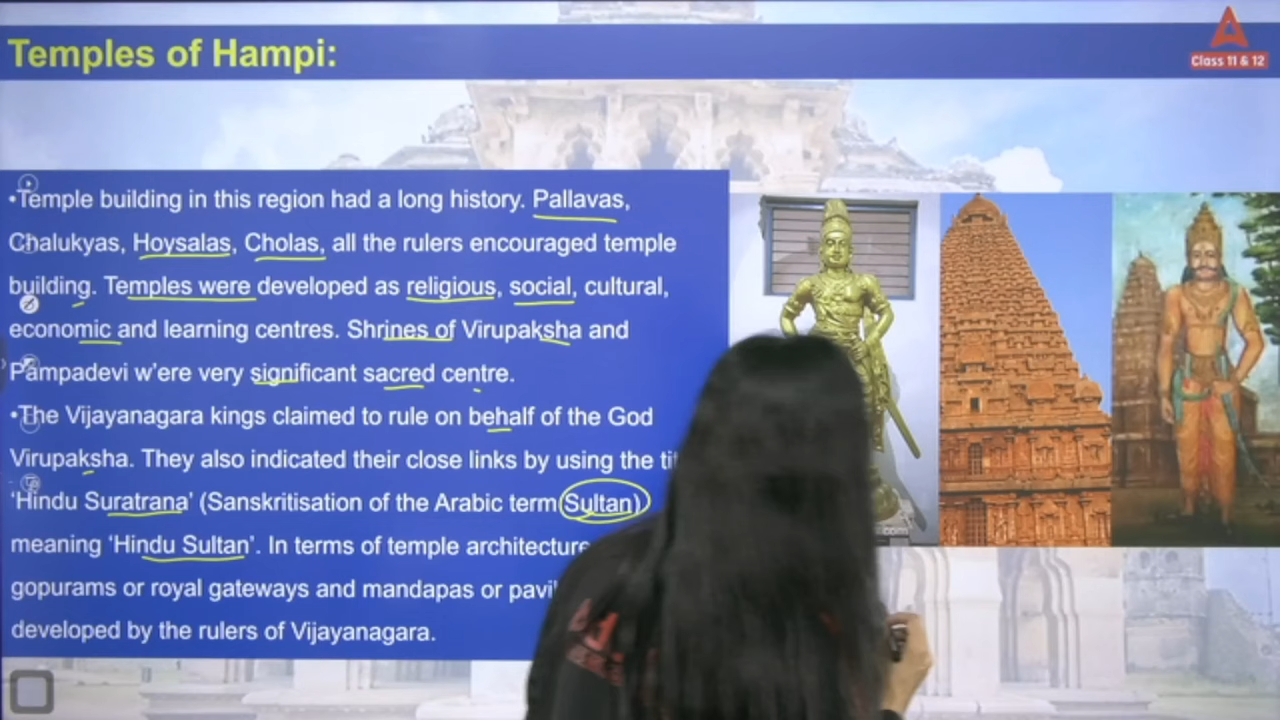 Temples of Hampi:
Class 11 & 12
•Temple building in this region had a long history. Pallavas,
Chalukyas, Hoysalas, Cholas, all the rulers encouraged temple
building. Temples were developed as religious, social, cultural,
economic and learning centres. Shrines of Virupaksha and
Pampadevi w'ere very significant sacred centre.
•The Vijayanagara kings claimed to rule on behalf of the God
Virupaksha. They also indicated their close links by using the
'Hindu Suratrana' (Sanskritisation of the Arabic term Sultan)
meaning 'Hindu Sultan'. In terms of temple architecture
gopurams or royal gateways and mandapas or
developed by the rulers of Vijayanagara.